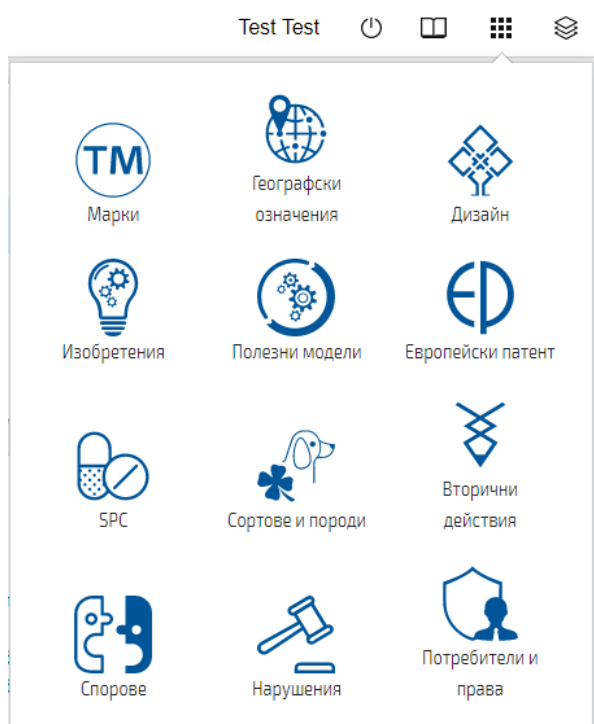 Test Test
TM
Марки
Географски
означения
Дизайн
Изобретения
Полезни модели
EP
Европейски патент
SPC
Сортове и породи
Вторични
действия
Спорове
Нарушения
Потребители и
права